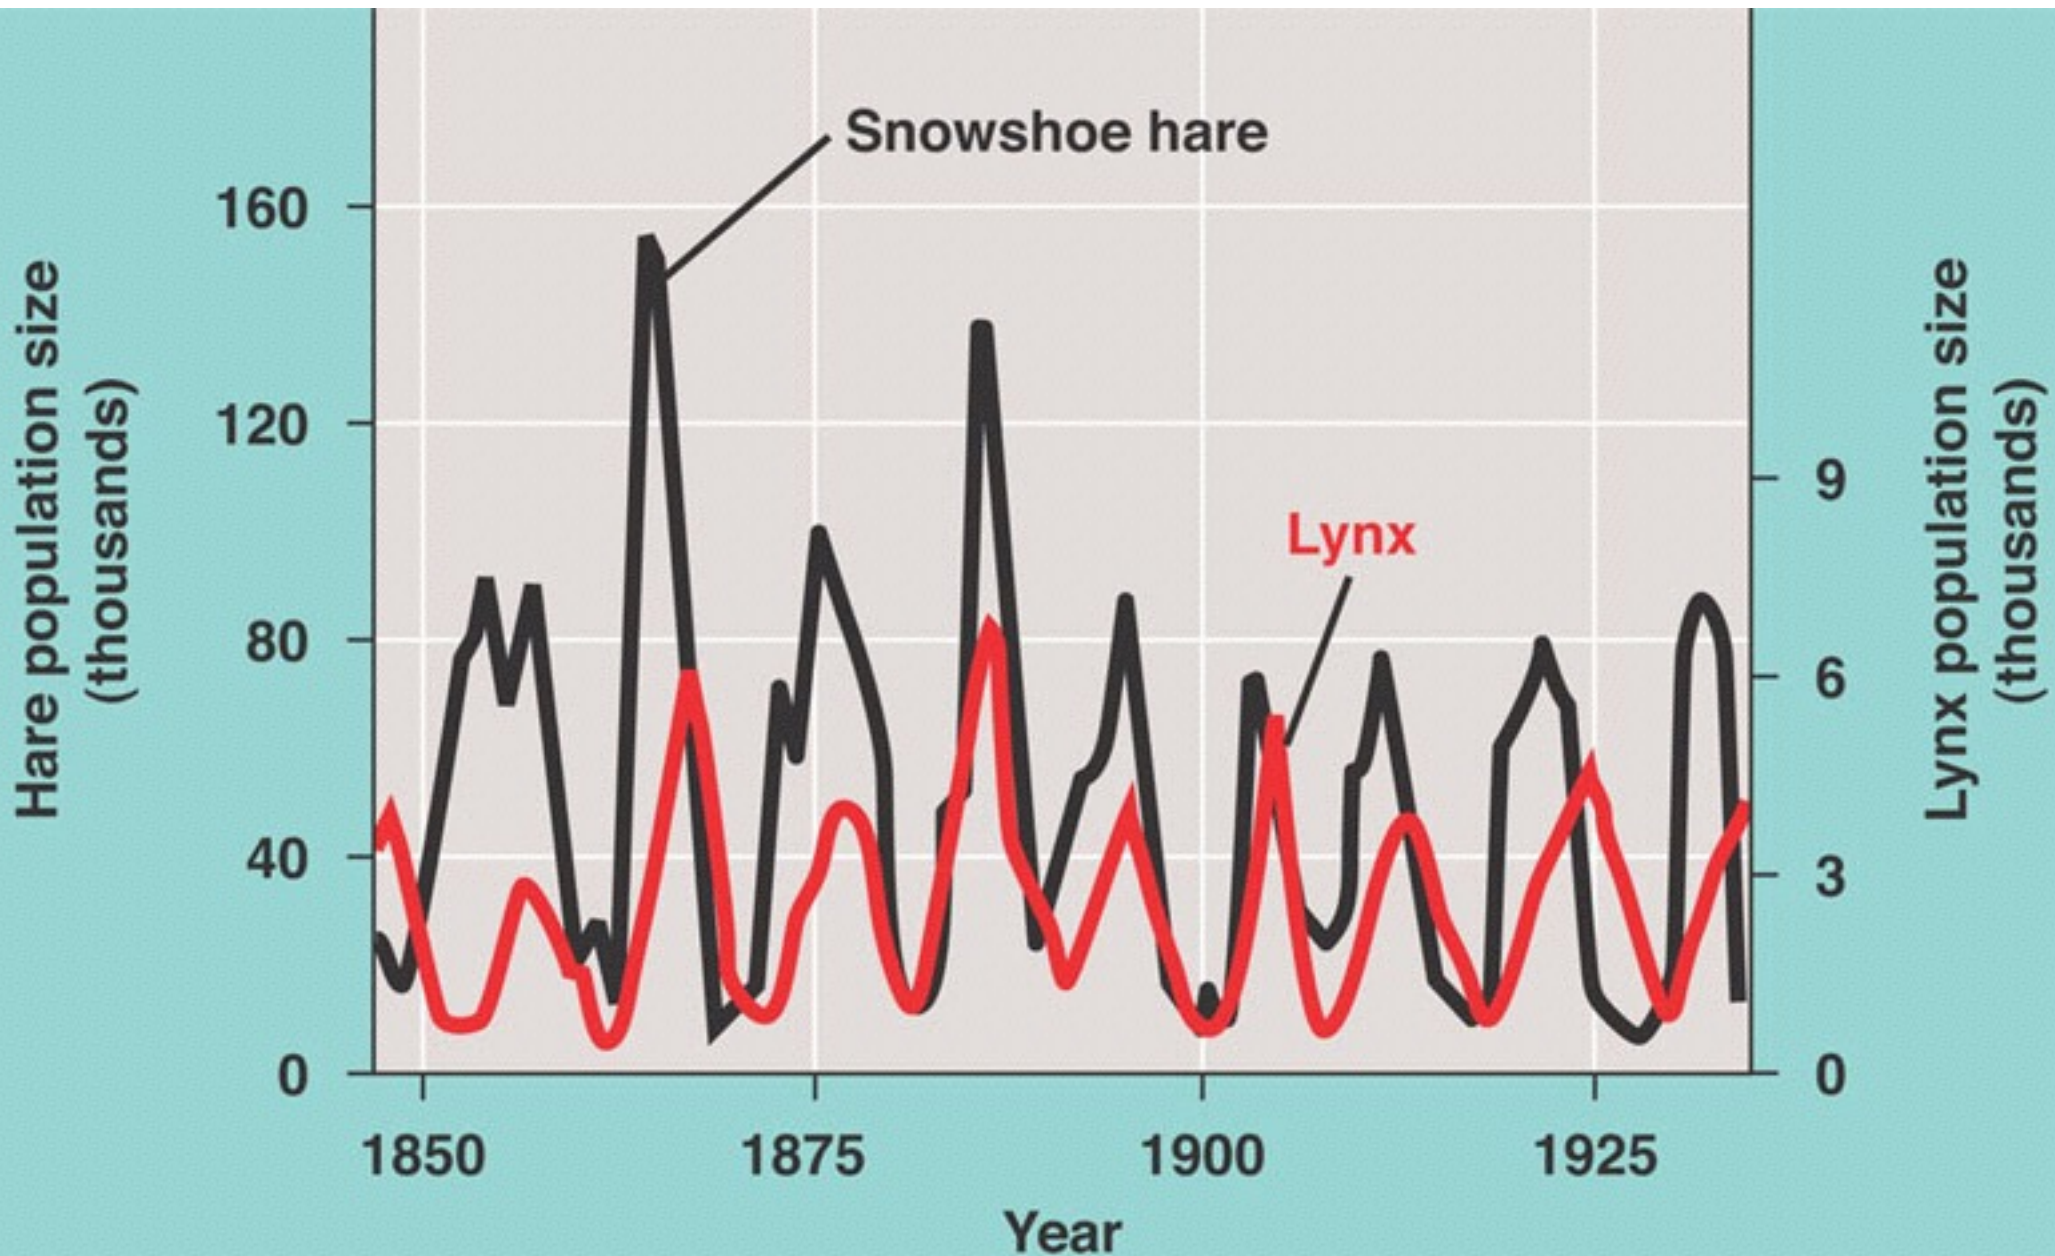 Snowshoe hare
Lynx
Hare population size
(thousands)
160
120
80
40
0
Lynx population size
(thousands)
9
6
3
0
1850
1875
1900
1925
Year